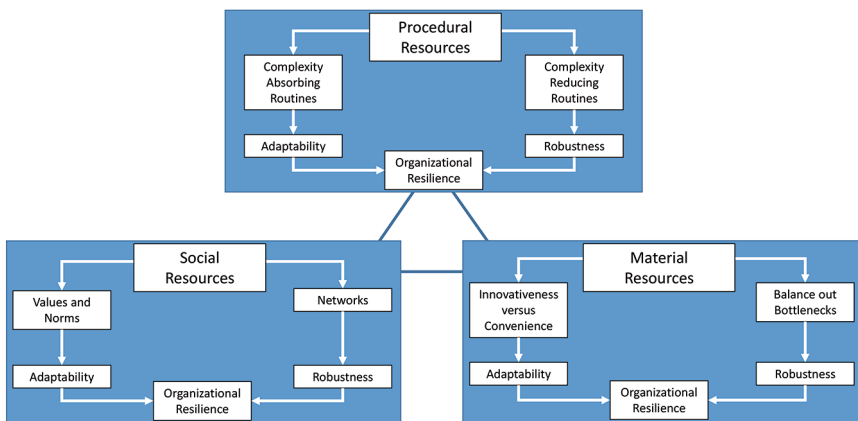 Procedural
Resources
Complexity
Absorbing
Routines
Complexity
Reducing
Routines
Adaptability
Robustness
Organizational
Resilience
Social
Resources
Values and
Norms
Networks
Adaptability
Robustness
Organizational
Resilience
Material
Resources
Innovativeness
versus
Convenience
Balance out
Bottlenecks
Adaptability
Robustness
Organizational
Resilience